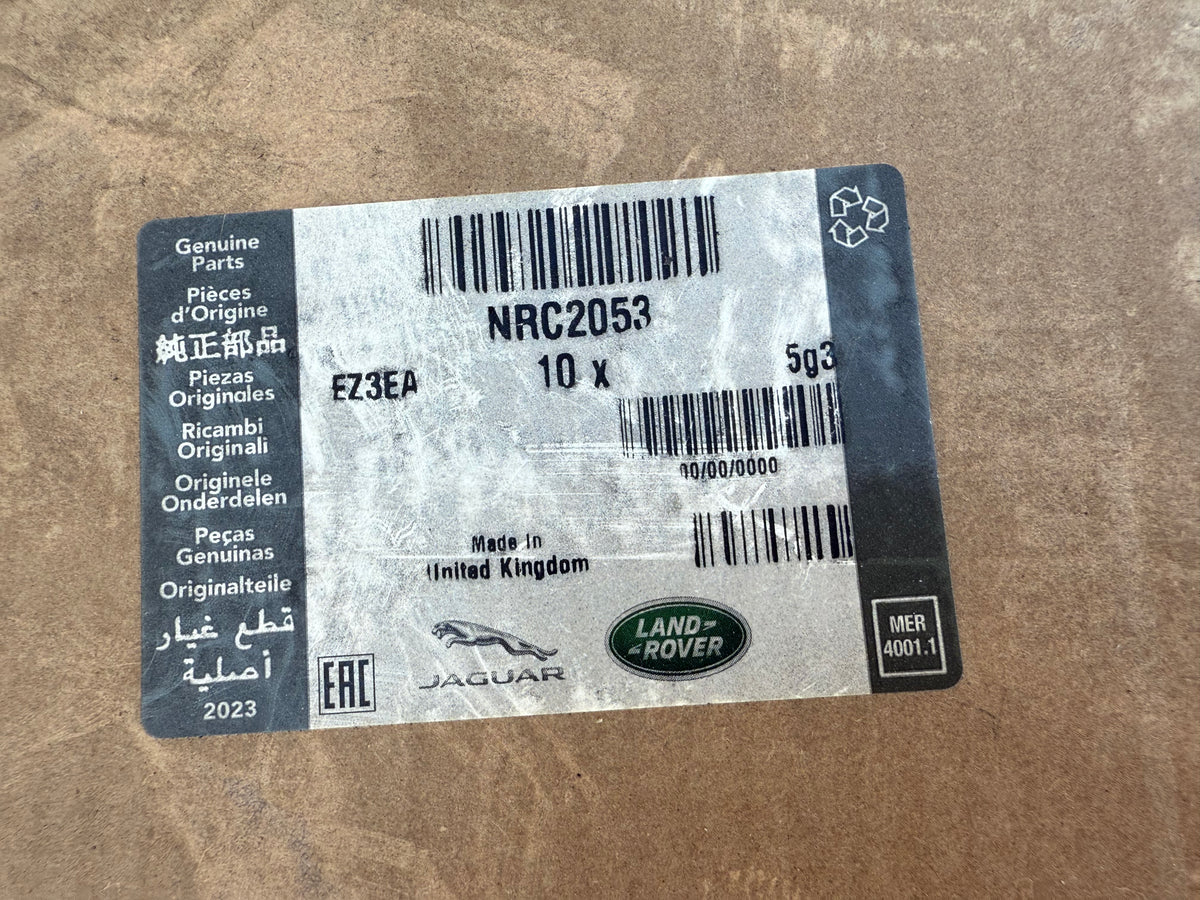 Genuine
Parts
Pièces
d'Origine
純正部品
Piezas
Originales
Ricambi
Originali
Originele
Onderdelen
Peças
Genuinas
Originalteile
قطع غيار
أصلية
2023
NRC2053
10 x
EZ3EA
5g3
00/00/0000
Made In
United Kingdom
EAC
JAGUAR
LAND-
-ROVER
MER
4001.1